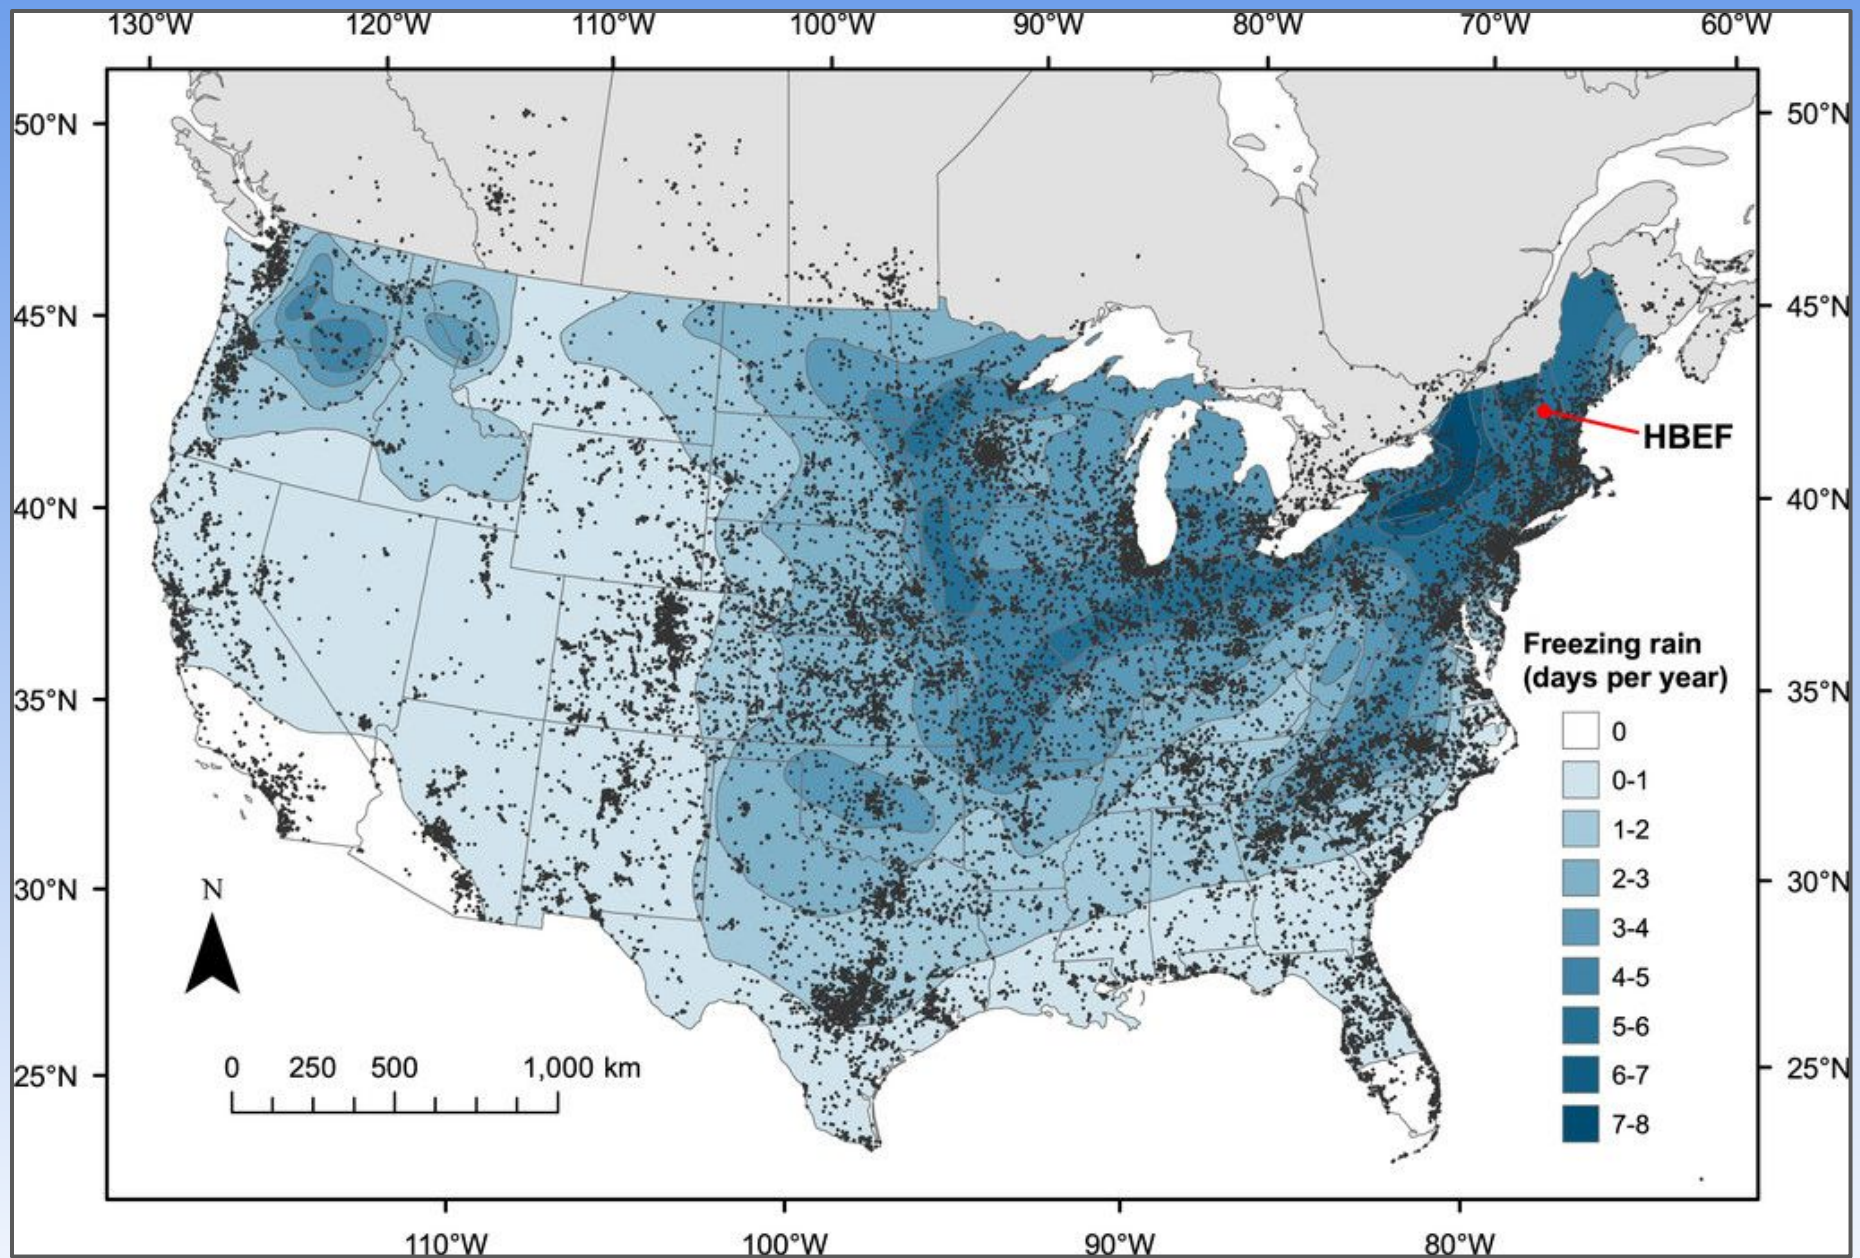 130°W 120°W 110°W 100°W 90°W 80°W 70°W 60°W
50°N 50°N
45°N 45°N
HBEF
40°N 40°N
Freezing rain
(days per year)
35°N 35°N
0
0-1
1-2
2-3
30°N 30°N
N
3-4
4-5
5-6
0 250 500 1,000 km
25°N 25°N
6-7
7-8
110°W 100°W 90°W 80°W